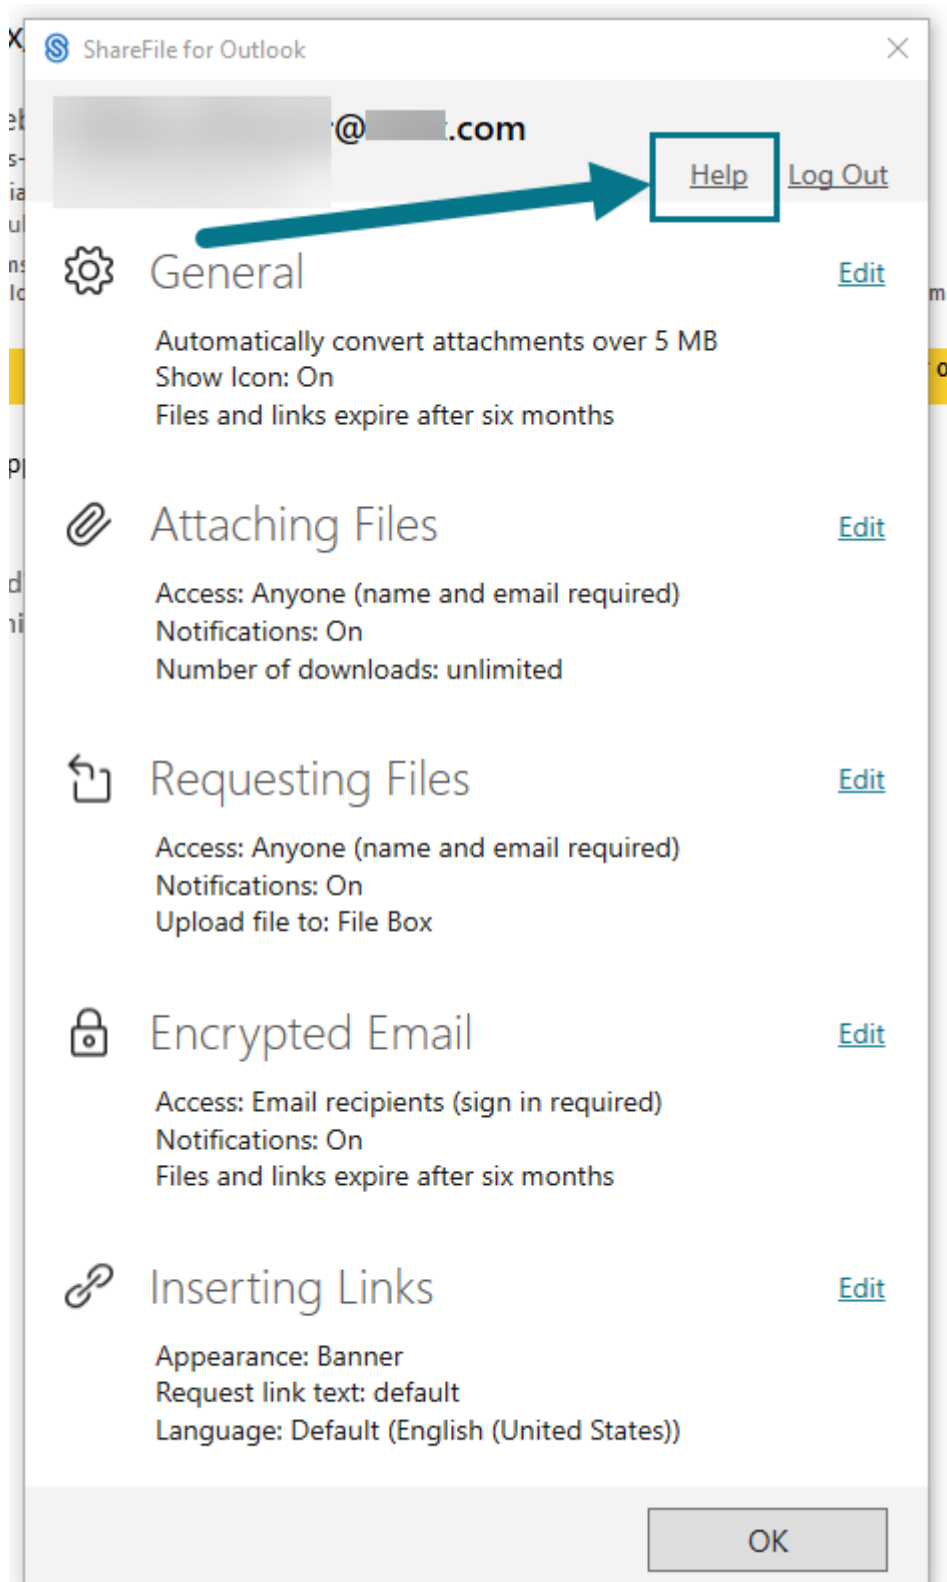 ShareFile for Outlook
@ .com
Help Log Out
General Edit
Automatically convert attachments over 5 MB
Show Icon: On
Files and links expire after six months
Attaching Files Edit
Access: Anyone (name and email required)
Notifications: On
Number of downloads: unlimited
Requesting Files Edit
Access: Anyone (name and email required)
Notifications: On
Upload file to: File Box
Encrypted Email Edit
Access: Email recipients (sign in required)
Notifications: On
Files and links expire after six months
Inserting Links Edit
Appearance: Banner
Request link text: default
Language: Default (English (United States))
OK